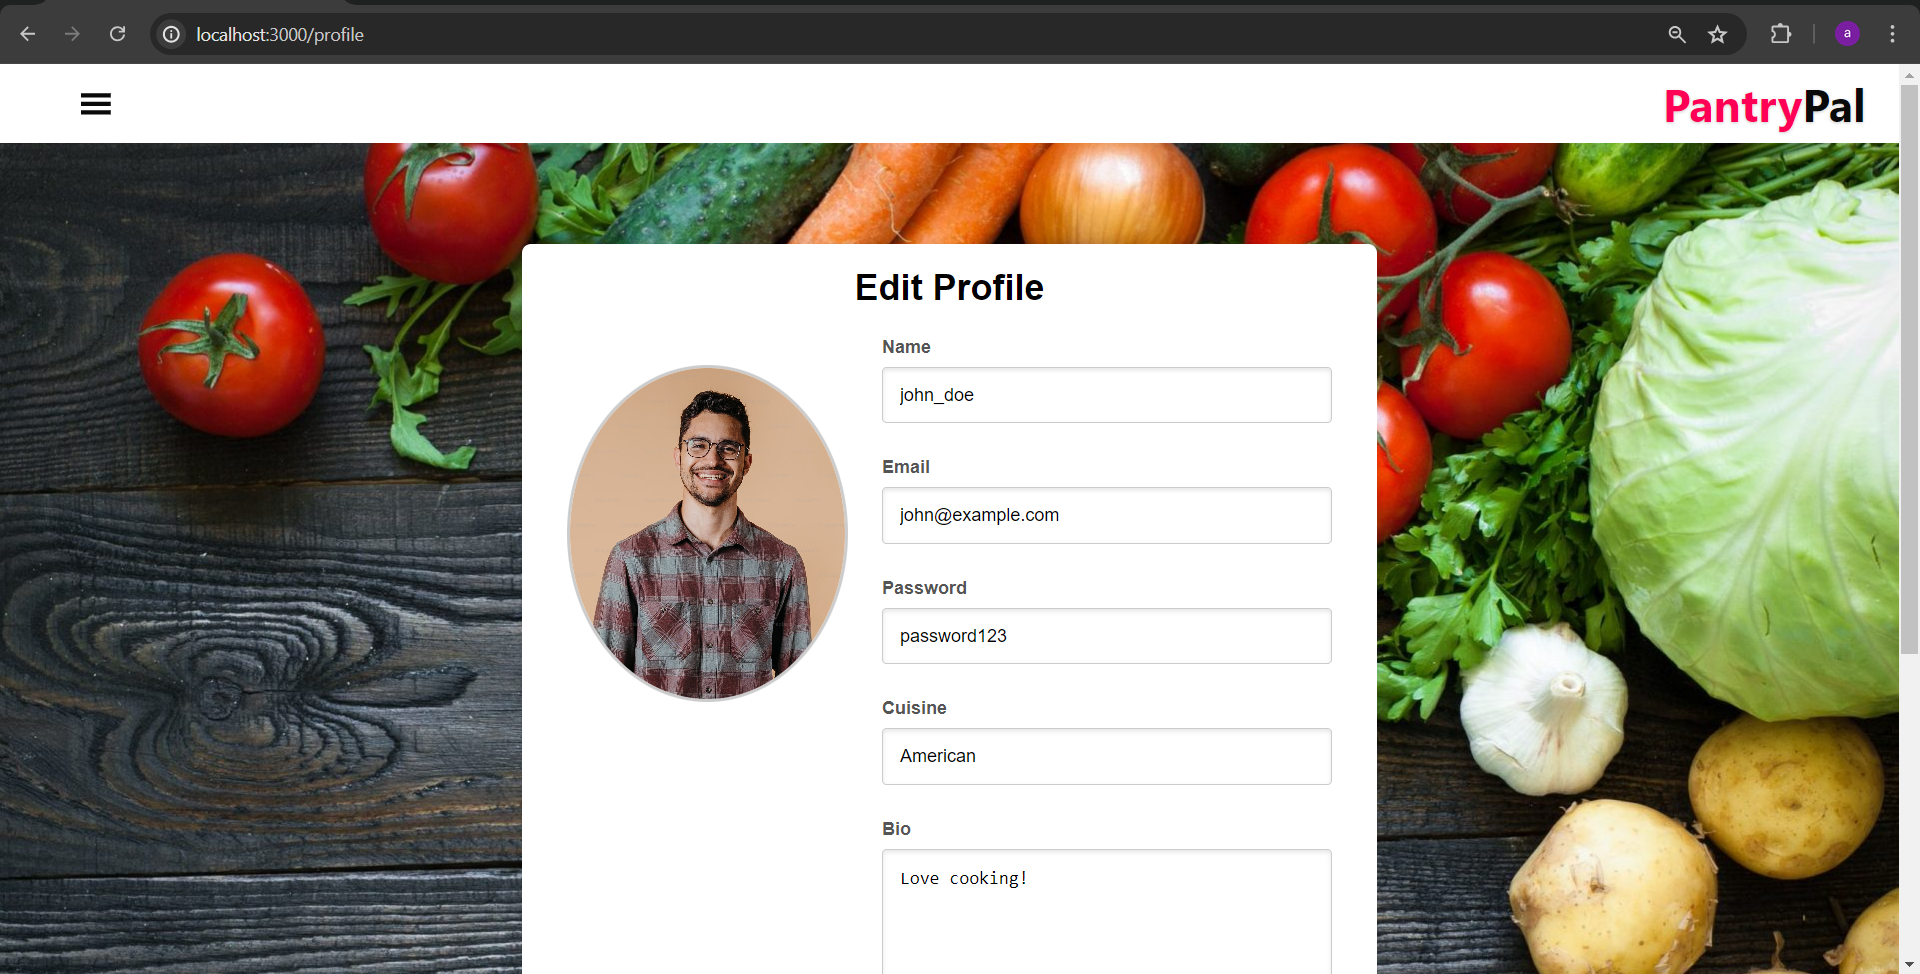 localhost:3000/profile
a
PantryPal
Edit Profile
Name
john_doe
Email
john@example.com
Password
password123
Cuisine
American
Bio
Love cooking!